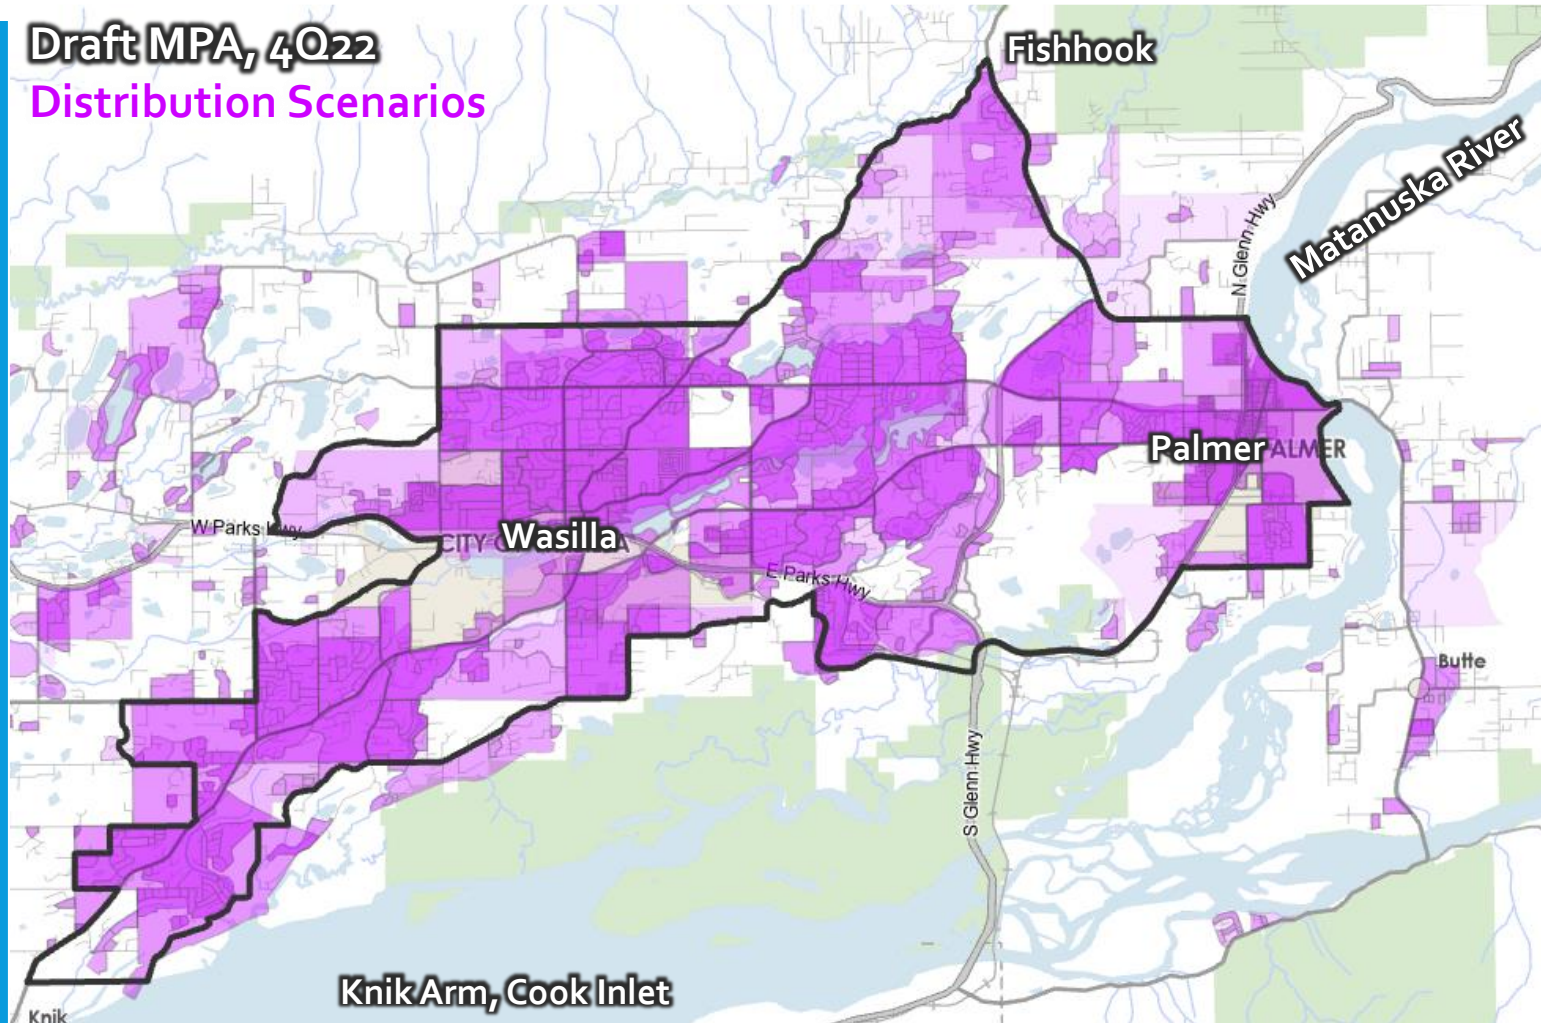 Draft MPA, 4Q22
Distribution Scenarios
Fishhook
Matanuska River
N Glenn Hwy
Palmer
PALMER
W Parks Hwy
CITY O
Wasilla
A
E Parks Hwy
Butte
S Glenn Hwy
Knik Arm, Cook Inlet
Knik